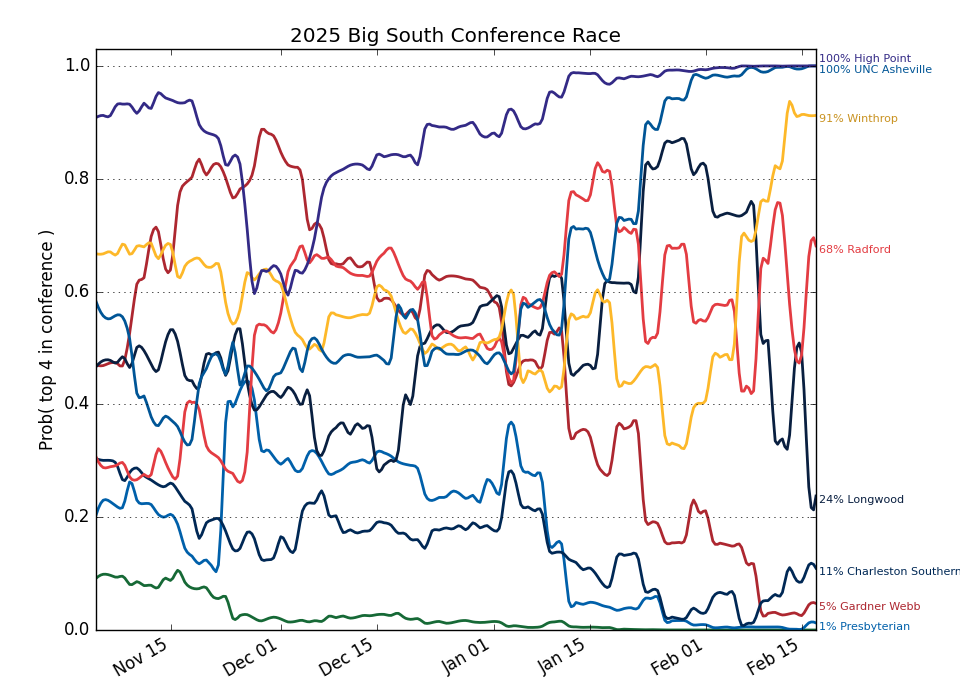 2025 Big South Conference Race
Prob( top 4 in conference )
1.0
0.8
0.6
0.4
0.2
0.0
Nov 15
Dec 01
Dec 15
Jan 01
Jan 15
Feb 01
Feb 15
100% High Point
100% UNC Asheville
91% Winthrop
68% Radford
24% Longwood
11% Charleston Southern
5% Gardner Webb
1% Presbyterian